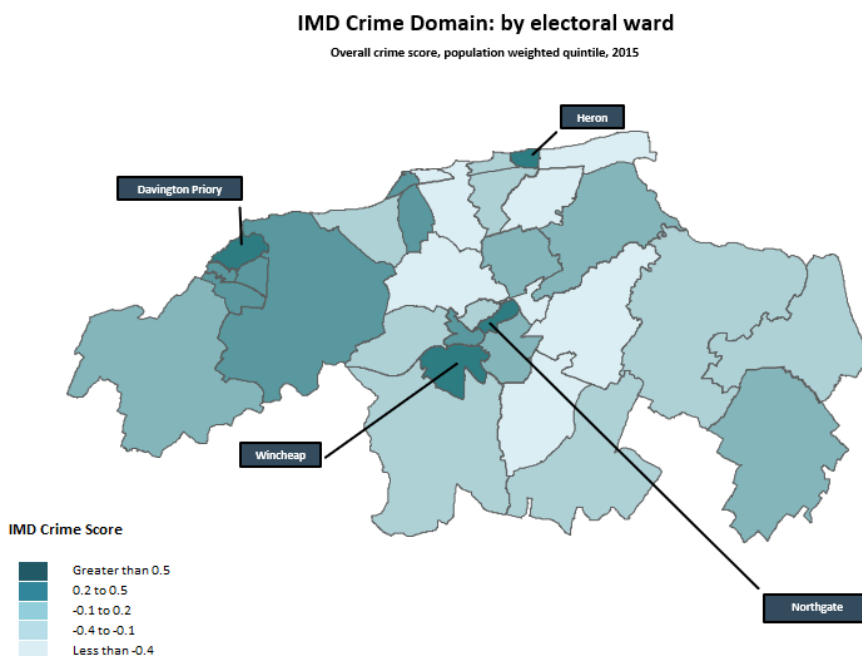 IMD Crime Domain: by electoral ward
Overall crime score, population weighted quintile, 2015
Heron
Davington Priory
Wincheap
IMD Crime Score
Greater than 0.5
0.2 to 0.5
-0.1 to 0.2
-0.4 to -0.1
Less than -0.4
Northgate